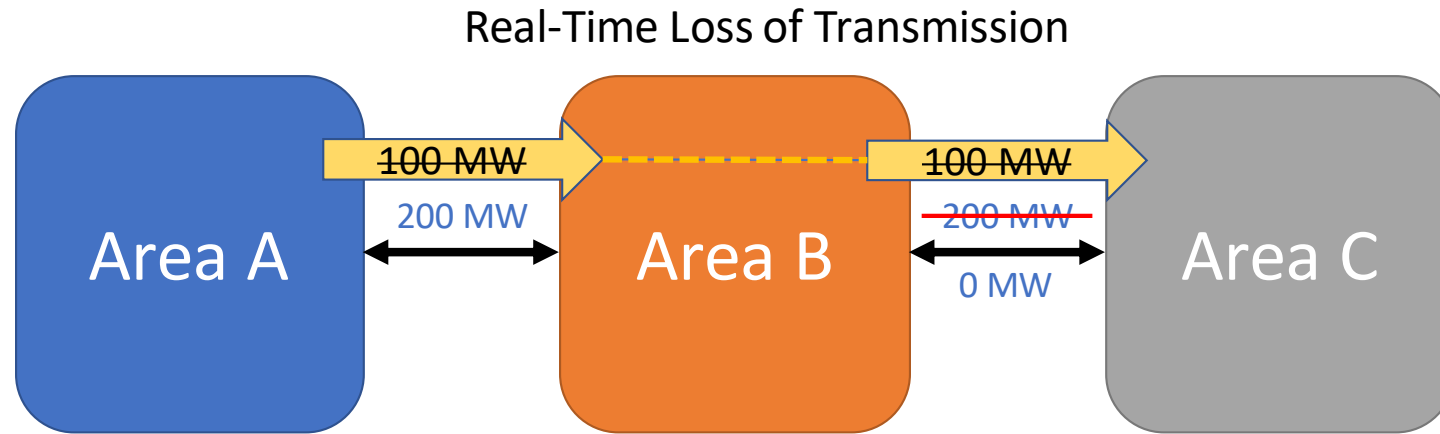 Real-Time Loss of Transmission
100 MW
100 MW
200 MW
200 MW
Area A
Area B
Area C
0 MW